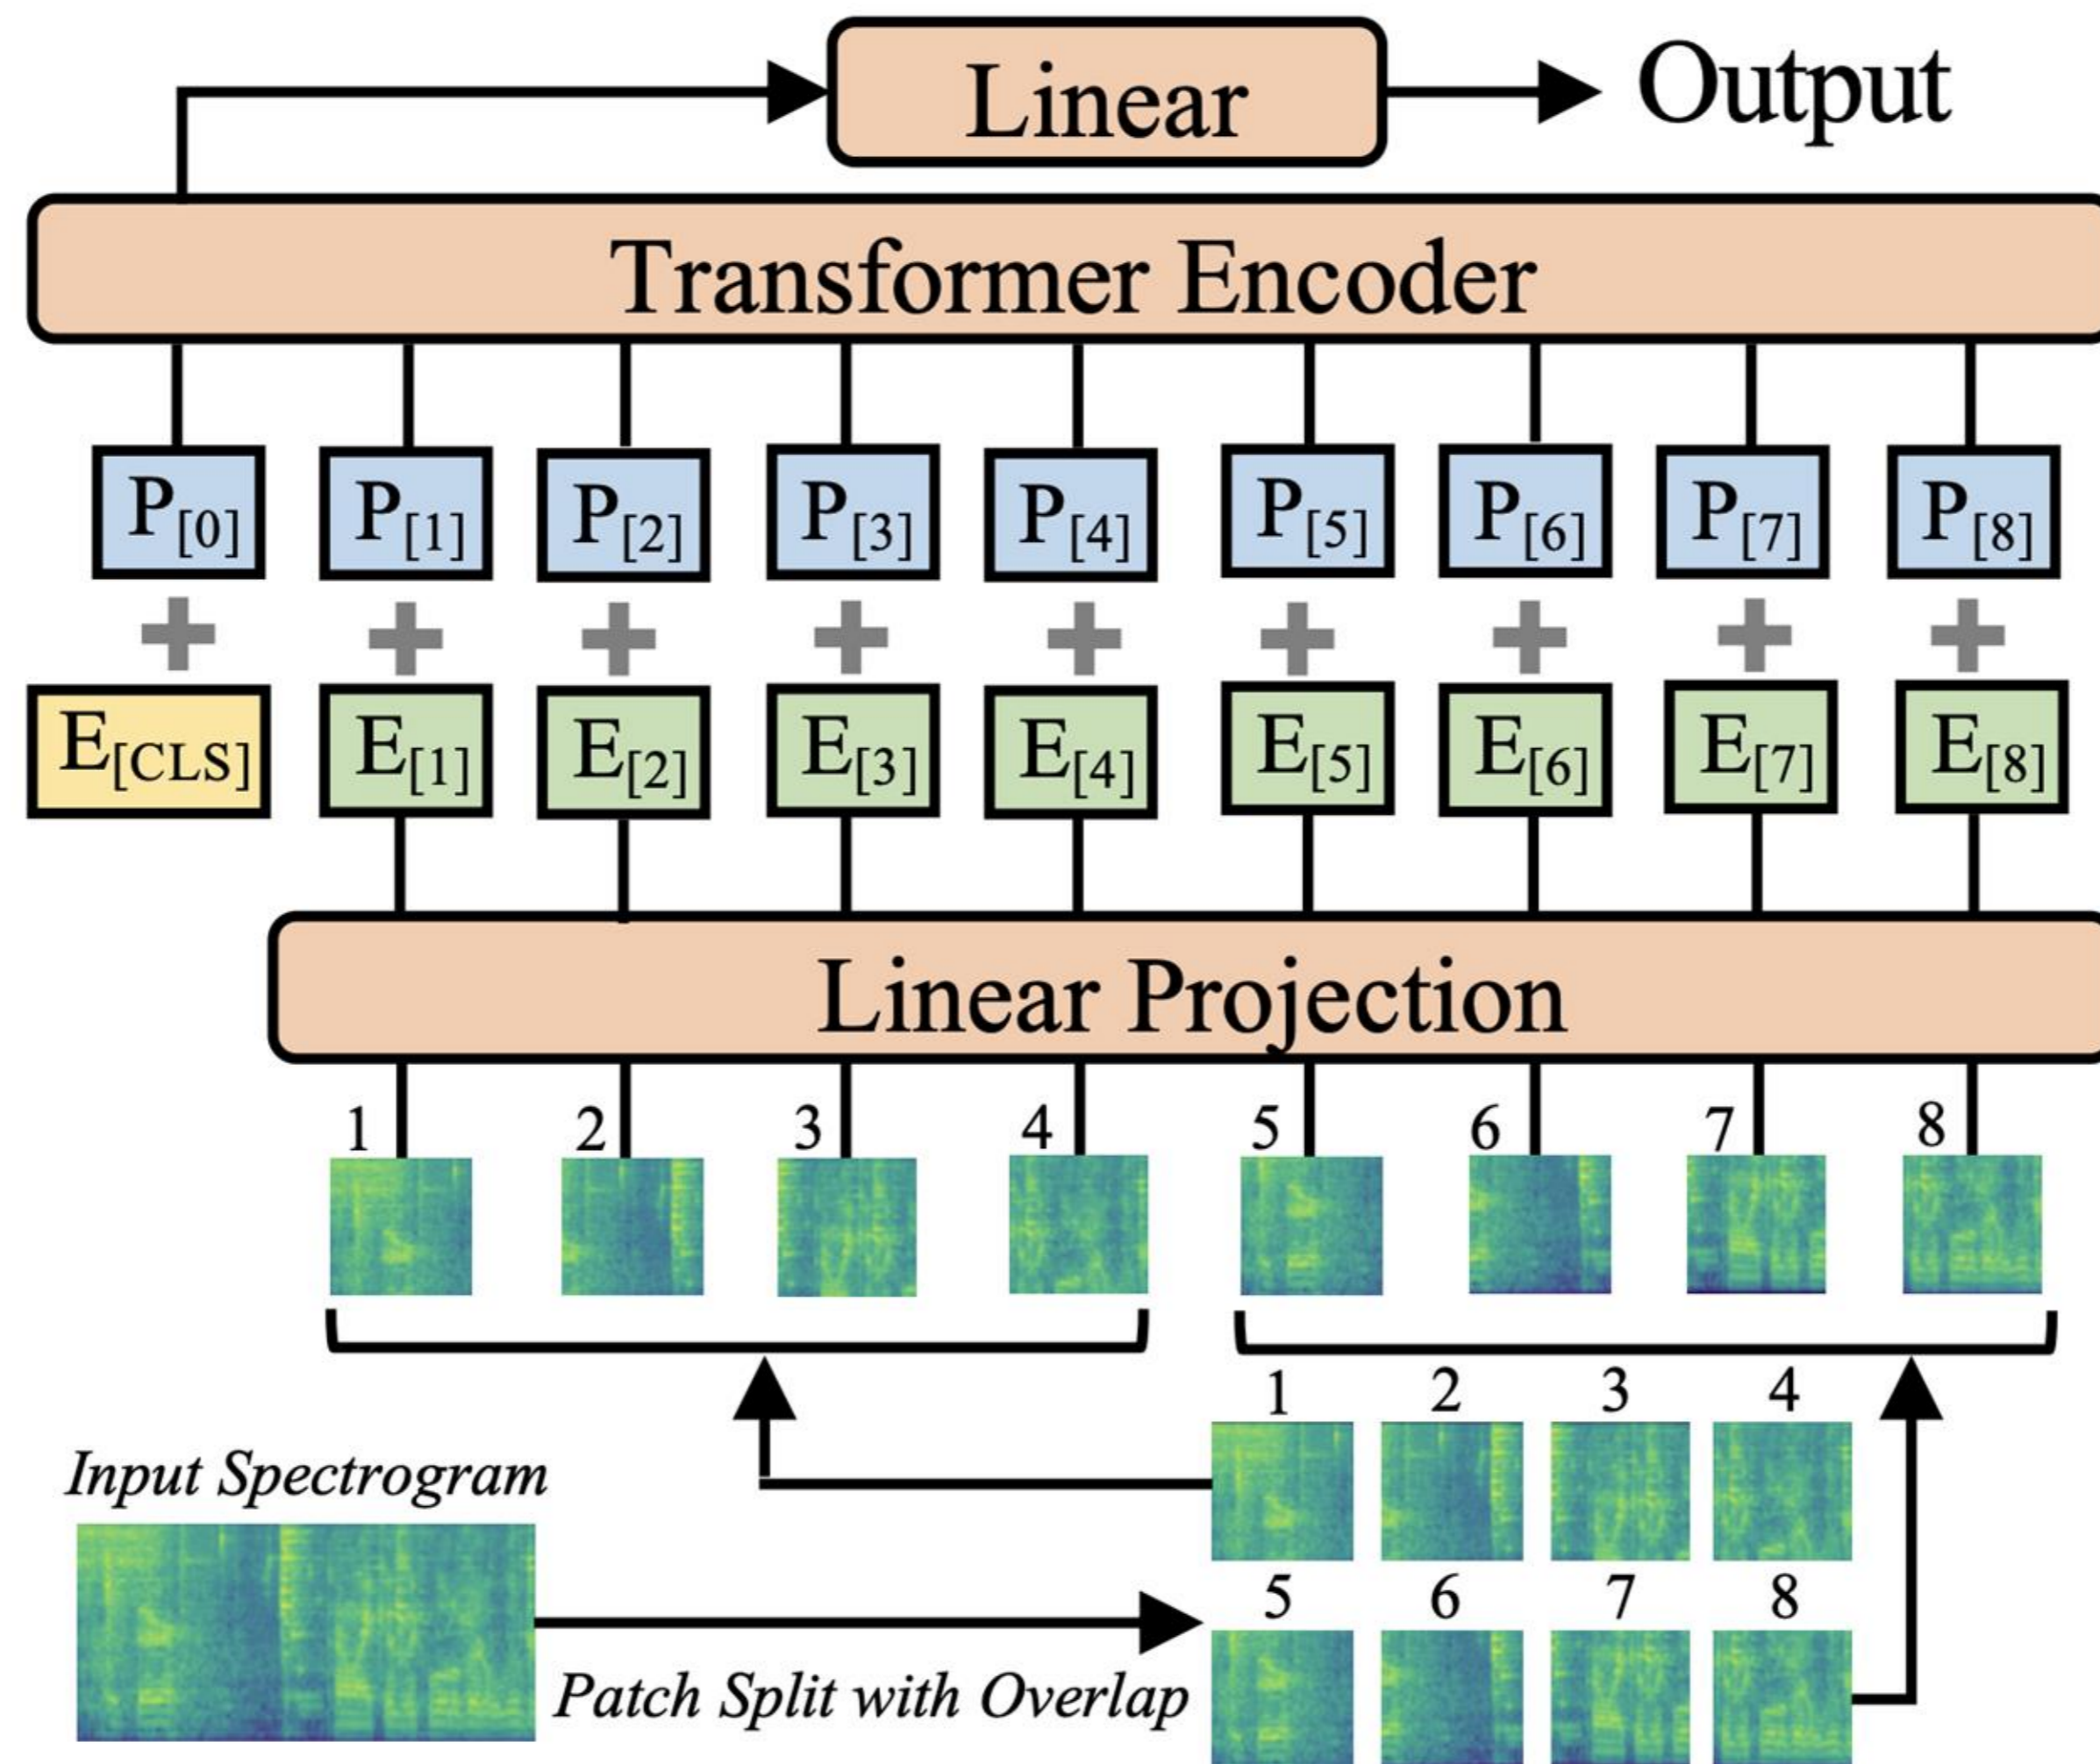 Linear Output
Transformer Encoder
P[0] P[1] P[2] P[3] P[4] P[5] P[6] P[7] P[8]
+ + + + + + + + +
E[CLS] E[1] E[2] E[3] E[4] E[5] E[6] E[7] E[8]
Linear Projection
1 2 3 4 5 6 7 8
1 2 3 4
Input Spectrogram
5 6 7 8
Patch Split with Overlap